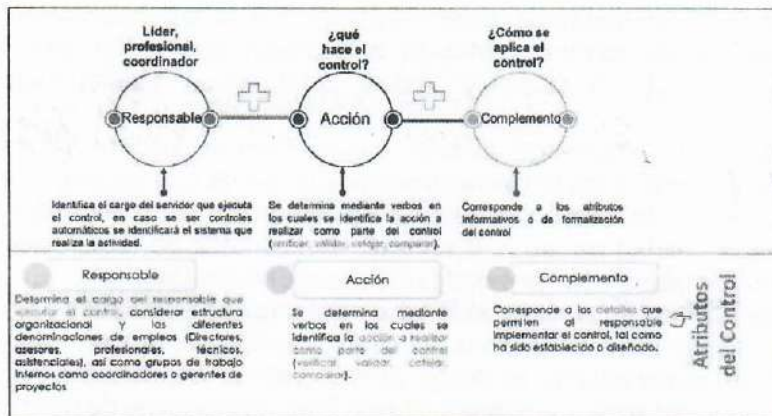 Líder,
profesional,
coordinador
¿qué
hace el
control?
¿Cómo se
aplica el
control?
Responsable
Acción
Complemento
Identifica el cargo del servidor que ejecuta
el control, en caso se ser controles
automáticos se identificará el sistema que
realiza la actividad.
Se determina mediante verbos en
los cuales se identifica la acción a
realizar como parte del control
(verificar, validar, cotejar, comparar).
Corresponde a los atributos
informativos o de formalización
del control
Responsable
Determina el cargo del responsable que
ejecutar el control, considerar estructura
organizacional y las diferentes
denominaciones de empleos (Directores,
asesores, profesionales, técnicos,
asistenciales), así como grupos de trabajo
internos como coordinadores o gerentes de
proyectos
Acción
Se determina mediante
verbos en los cuales se
identifica la acción a realizar
como parte del control
(verificar, validar, cotejar,
comparar).
Complemento
Corresponde a los detalles que
permiten al responsable
implementar el control, tal como
ha sido establecido o diseñado.
Atributos
del Control